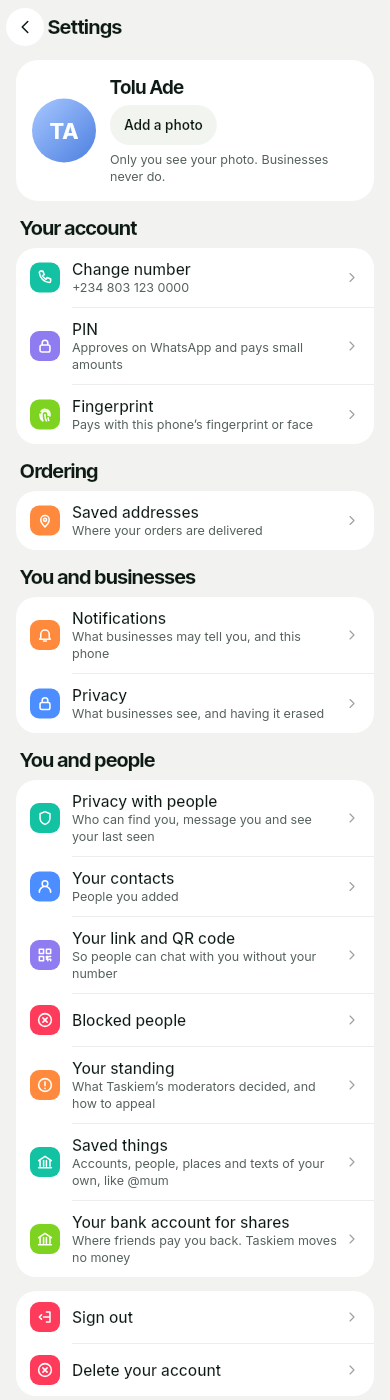 Settings
TA
Tolu Ade
Add a photo
Only you see your photo. Businesses
never do.
Your account
Change number
+234 803 123 0000
PIN
Approves on WhatsApp and pays small
amounts
Fingerprint
Pays with this phone’s fingerprint or face
Ordering
Saved addresses
Where your orders are delivered
You and businesses
Notifications
What businesses may tell you, and this
phone
Privacy
What businesses see, and having it erased
You and people
Privacy with people
Who can find you, message you and see
your last seen
Your contacts
People you added
Your link and QR code
So people can chat with you without your
number
Blocked people
Your standing
What Taskiem’s moderators decided, and
how to appeal
Saved things
Accounts, people, places and texts of your
own, like @mum
Your bank account for shares
Where friends pay you back. Taskiem moves
no money
Sign out
Delete your account